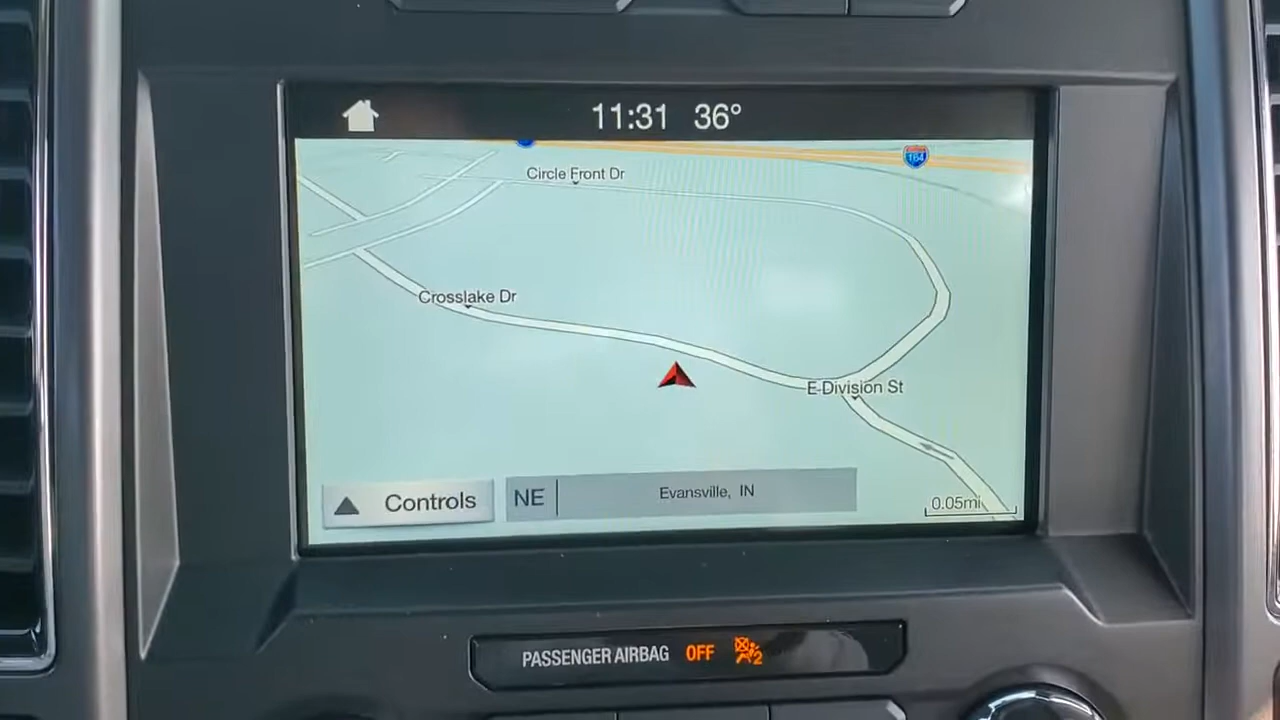 11:31 36°
164
Circle Front Dr
Crosslake Dr
E Division St
Controls
NE
Evansville, IN
0.05mi
PASSENGER AIRBAG OFF
2